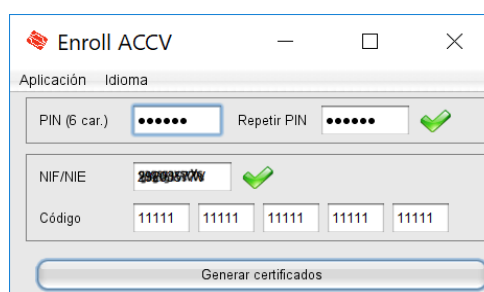 Enroll ACCV
Aplicación Idioma
PIN (6 car.) •••••• Repetir PIN ••••••
NIF/NIE
Código 11111 11111 11111 11111 11111
Generar certificados